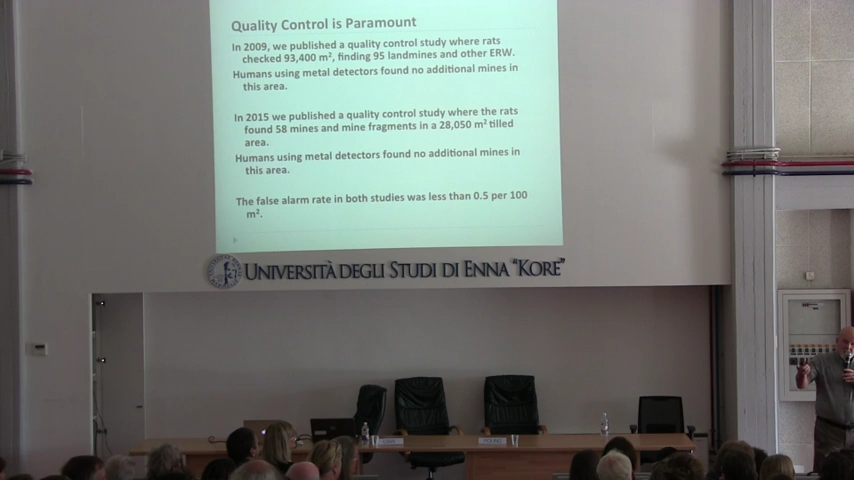 Quality Control is Paramount
In 2009, we published a quality control study where rats
checked 93,400 m², finding 95 landmines and other ERW.
Humans using metal detectors found no additional mines in
this area.
In 2015 we published a quality control study where the rats
found 58 mines and mine fragments in a 28,050 m² tilled
area.
Humans using metal detectors found no additional mines in
this area.
The false alarm rate in both studies was less than 0.5 per 100
m².
UNIVERSITÀ DEGLI STUDI DI ENNA "KORE"